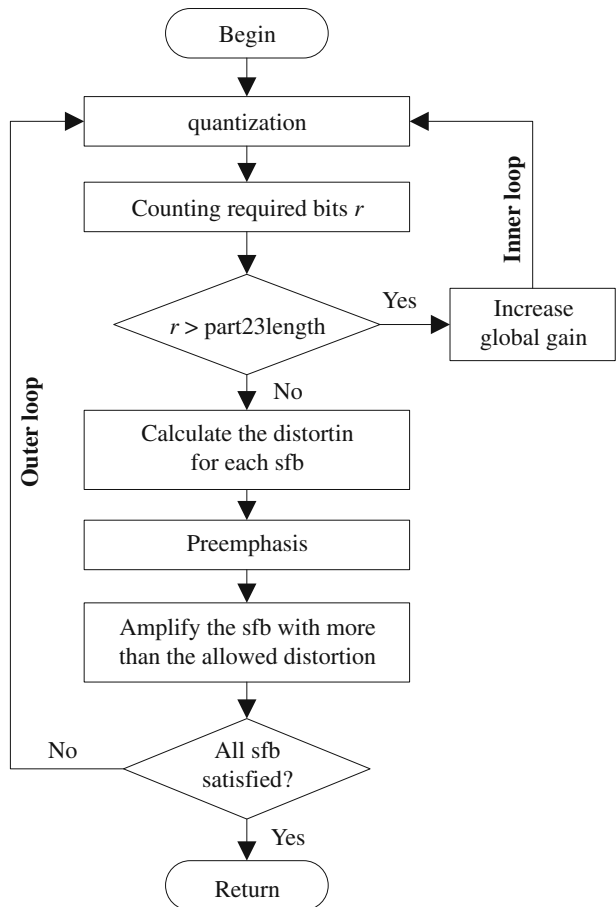 Begin
quantization
Counting required bits r
Inner loop
r > part23length
Yes
Increase
global gain
No
Outer loop
Calculate the distortin
for each sfb
Preemphasis
Amplify the sfb with more
than the allowed distortion
No
All sfb
satisfied?
Yes
Return